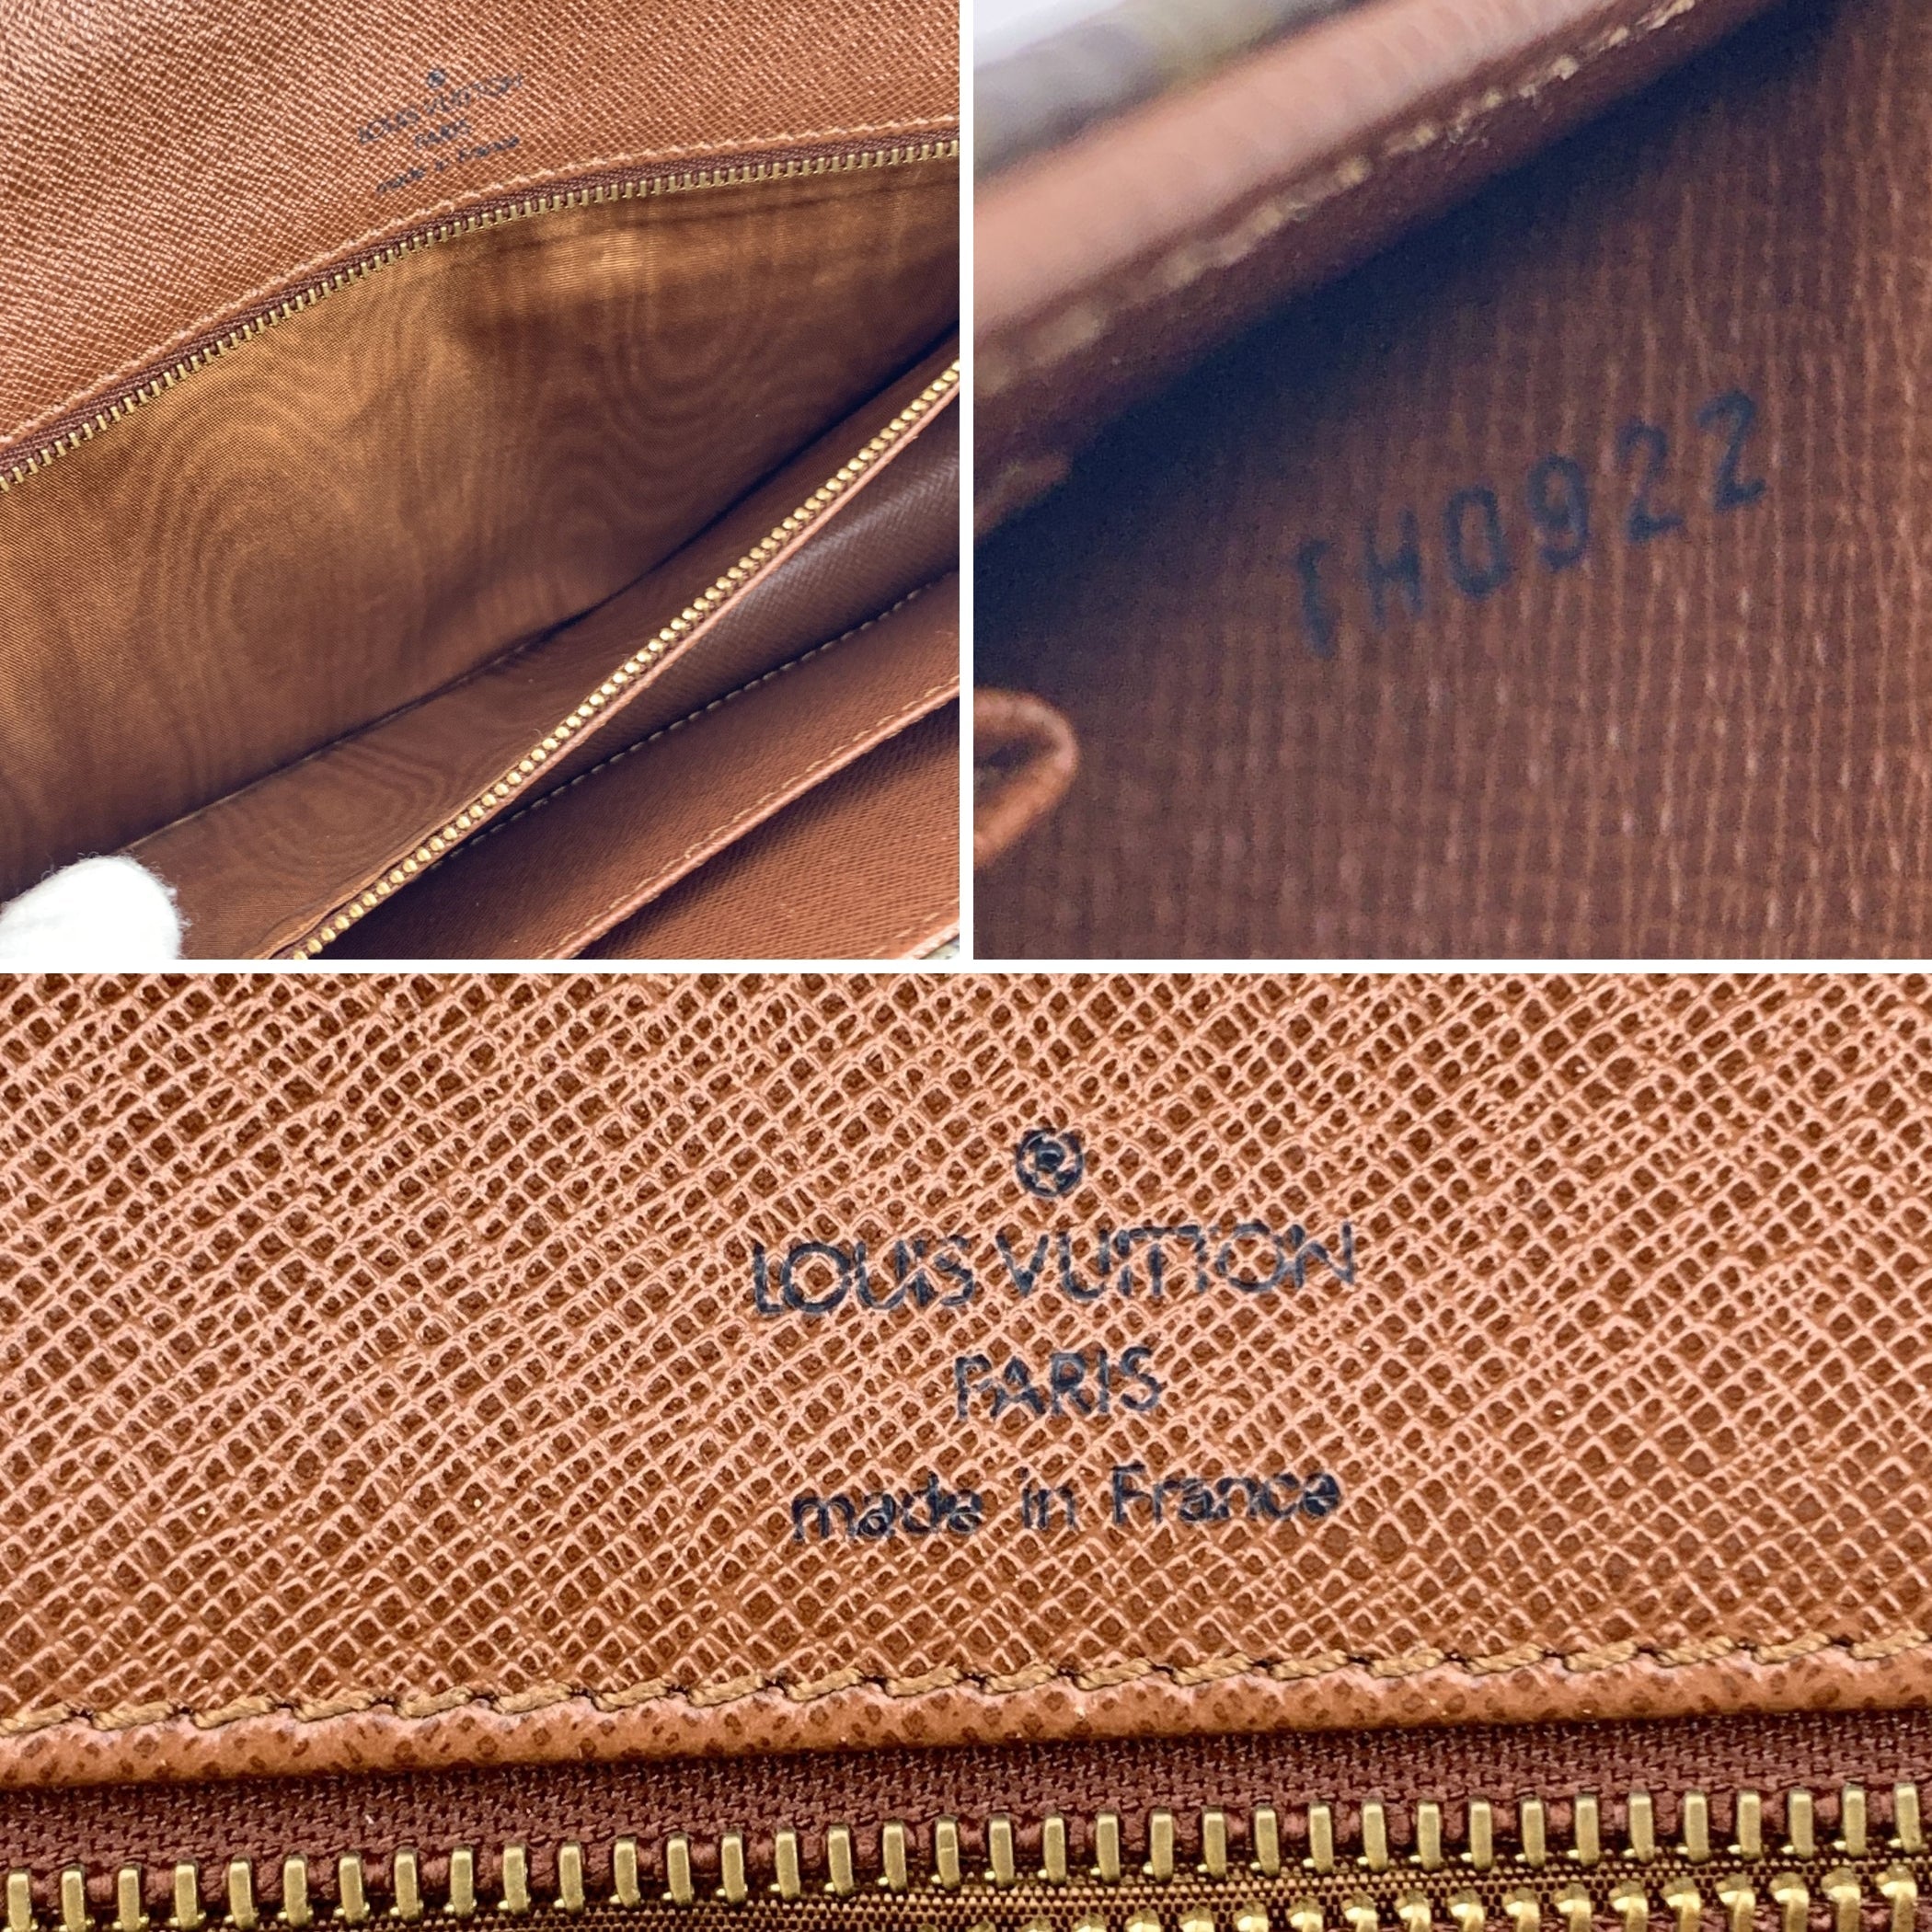 ®
LOUIS VUITTON
PARIS
made in France
TH0922
®
LOUIS VUITTON
PARIS
made in France